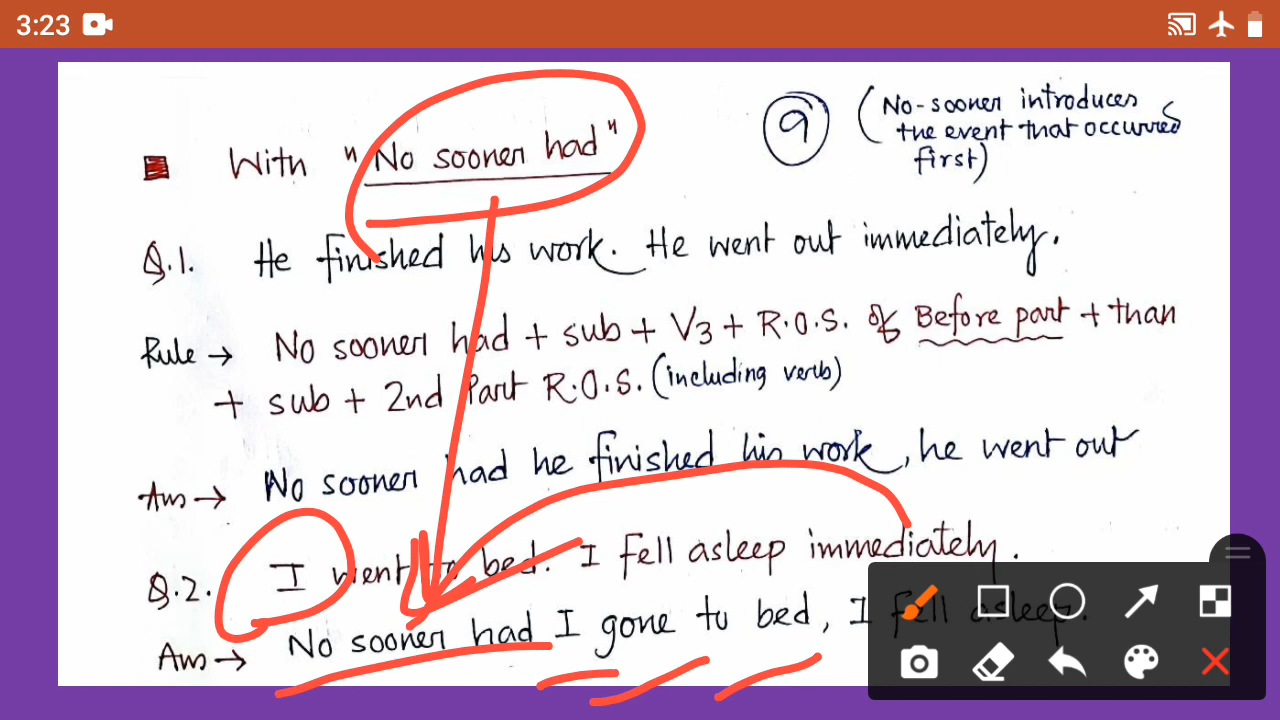 3:23
With "No sooner had"
9
(No-sooner introduces
the event that occurred
first)
Q.1. He finished his work. He went out immediately.
Rule → No sooner had + sub + V3 + R.O.S. of Before part + than
+ sub + 2nd Part R.O.S. (including verb)
Ans → No sooner had he finished his work, he went out
Q.2. I went to bed. I fell asleep immediately.
Ans → No sooner had I gone to bed, I fell asleep.